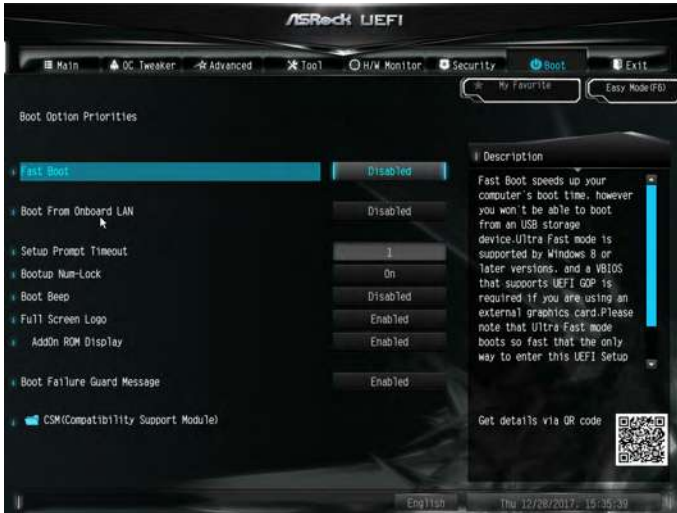 ASRock UEFI
Main
OC Tweaker
Advanced
Tool
H/W Monitor
Security
Boot
Exit
My Favorite
Easy Mode(F6)
Boot Option Priorities
Fast Boot Disabled
Boot From Onboard LAN Disabled
Setup Prompt Timeout 1
Bootup Num-Lock On
Boot Beep Disabled
Full Screen Logo Enabled
AddOn ROM Display Enabled
Boot Failure Guard Message Enabled
CSM(Compatibility Support Module)
Description
Fast Boot speeds up your
computer's boot time. however
you won't be able to boot
from an USB storage
device.Ultra Fast mode is
supported by Windows 8 or
later versions. and a VBIOS
that supports UEFI GOP is
required if you are using an
external graphics card.Please
note that Ultra Fast mode
boots so fast that the only
way to enter this UEFI Setup
Get details via QR code
English
Thu 12/28/2017. 15:35:39